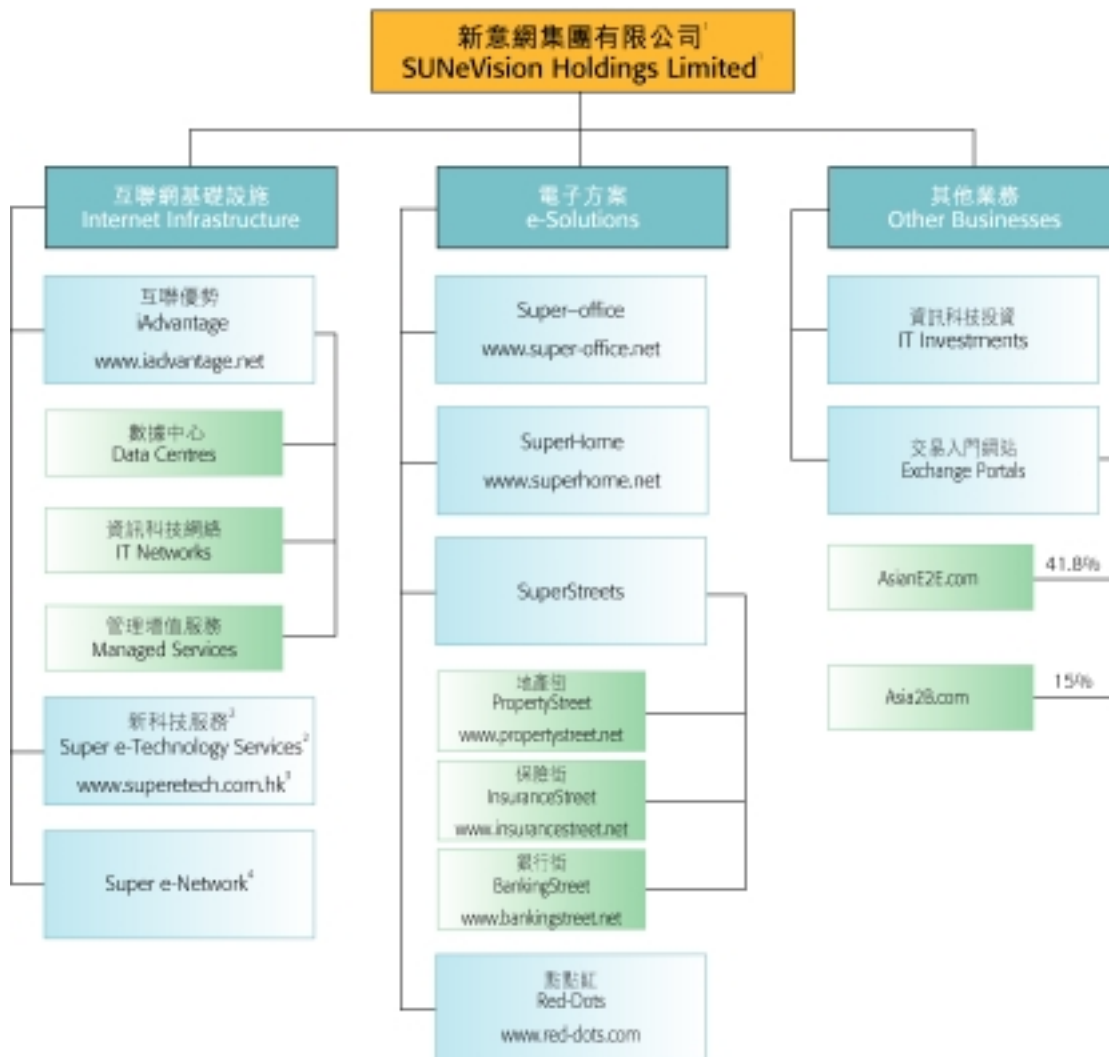 新意網集團有限公司¹
SUNeVision Holdings Limited¹
互聯網基礎設施
Internet Infrastructure
互聯優勢
iAdvantage
www.iadvantage.net
數據中心
Data Centres
資訊科技網絡
IT Networks
管理增值服務
Managed Services
新科技服務²
Super e-Technology Services²
www.superetech.com.hk³
Super e-Network⁴
電子方案
e-Solutions
Super-office
www.super-office.net
SuperHome
www.superhome.net
SuperStreets
地產街
PropertyStreet
www.propertystreet.net
保險街
InsuranceStreet
www.insurancestreet.net
銀行街
BankingStreet
www.bankingstreet.net
點點紅
Red-Dots
www.red-dots.com
其他業務
Other Businesses
資訊科技投資
IT Investments
交易入門網站
Exchange Portals
AsianE2E.com
41.8%
Asia2B.com
15%